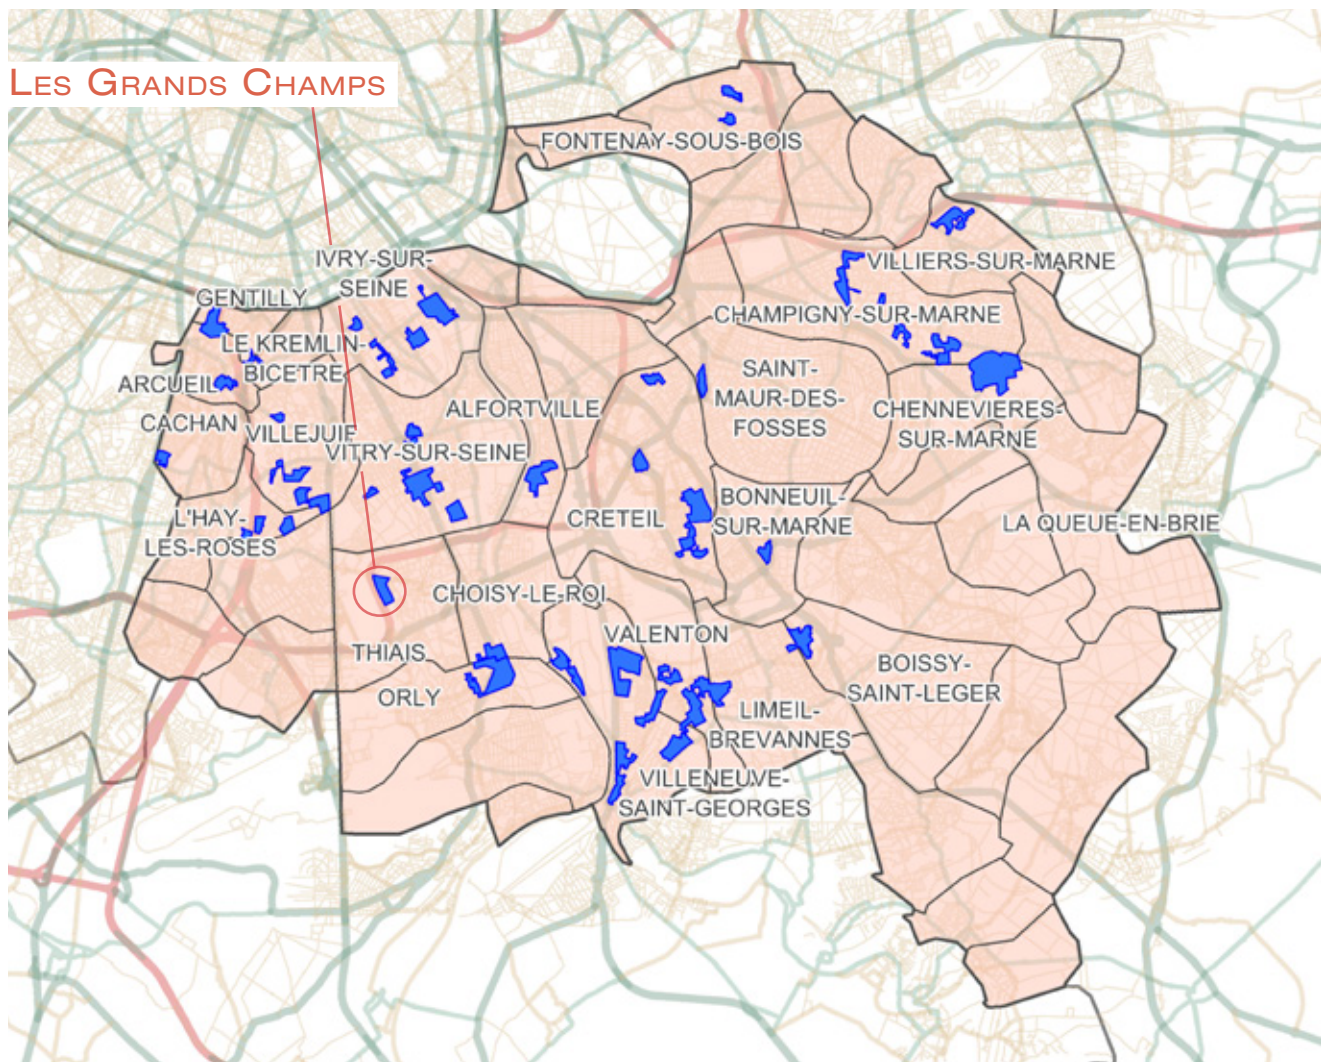 LES GRANDS CHAMPS
FONTENAY-SOUS-BOIS
IVRY-SUR-
SEINE
VILLIERS-SUR-MARNE
GENTILLY
CHAMPIGNY-SUR-MARNE
LE KREMLIN-
BICETRE
ARCUEIL
SAINT-
MAUR-DES-
FOSSES
CACHAN
ALFORTVILLE
CHENNEVIERES-
SUR-MARNE
VILLEJUIF
VITRY-SUR-SEINE
L'HAY-
LES-ROSES
CRETEIL
BONNEUIL-
SUR-MARNE
LA QUEUE-EN-BRIE
CHOISY-LE-ROI
VALENTON
THIAIS
BOISSY-
SAINT-LEGER
ORLY
LIMEIL-
BREVANNES
VILLENEUVE-
SAINT-GEORGES